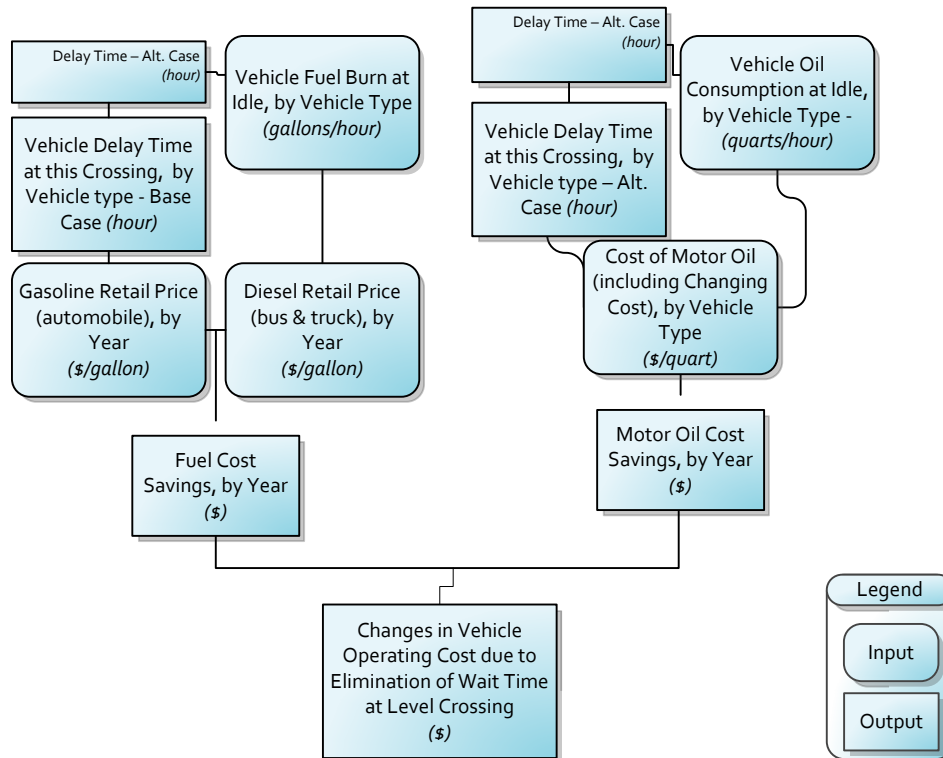 Delay Time – Alt. Case
(hour)
Vehicle Fuel Burn at
Idle, by Vehicle Type
(gallons/hour)
Vehicle Delay Time
at this Crossing,  by
Vehicle type - Base
Case (hour)
Gasoline Retail Price
(automobile), by
Year
($/gallon)
Diesel Retail Price
(bus & truck), by
Year
($/gallon)
Fuel Cost
Savings, by Year
($)
Delay Time – Alt. Case
(hour)
Vehicle Oil
Consumption at Idle,
by Vehicle Type -
(quarts/hour)
Vehicle Delay Time
at this Crossing,  by
Vehicle type – Alt.
Case (hour)
Cost of Motor Oil
(including Changing
Cost), by Vehicle
Type
($/quart)
Motor Oil Cost
Savings, by Year
($)
Changes in Vehicle
Operating Cost due to
Elimination of Wait Time
at Level Crossing
($)
Legend
Input
Output